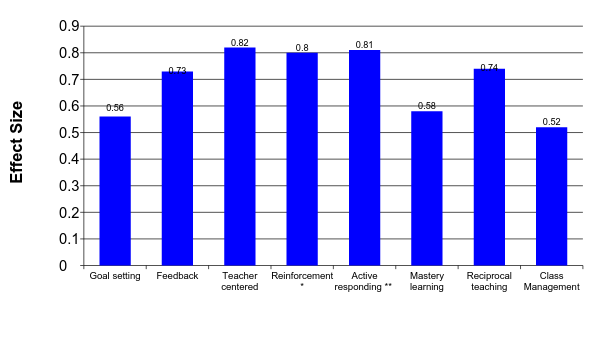 0.9
0.8
0.7
0.6
0.5
0.4
0.3
0.2
0.1
0
Effect Size
0.56
0.73
0.82
0.8
0.81
0.58
0.74
0.52
Goal setting
Feedback
Teacher
centered
Reinforcement
*
Active
responding **
Mastery
learning
Reciprocal
teaching
Class
Management